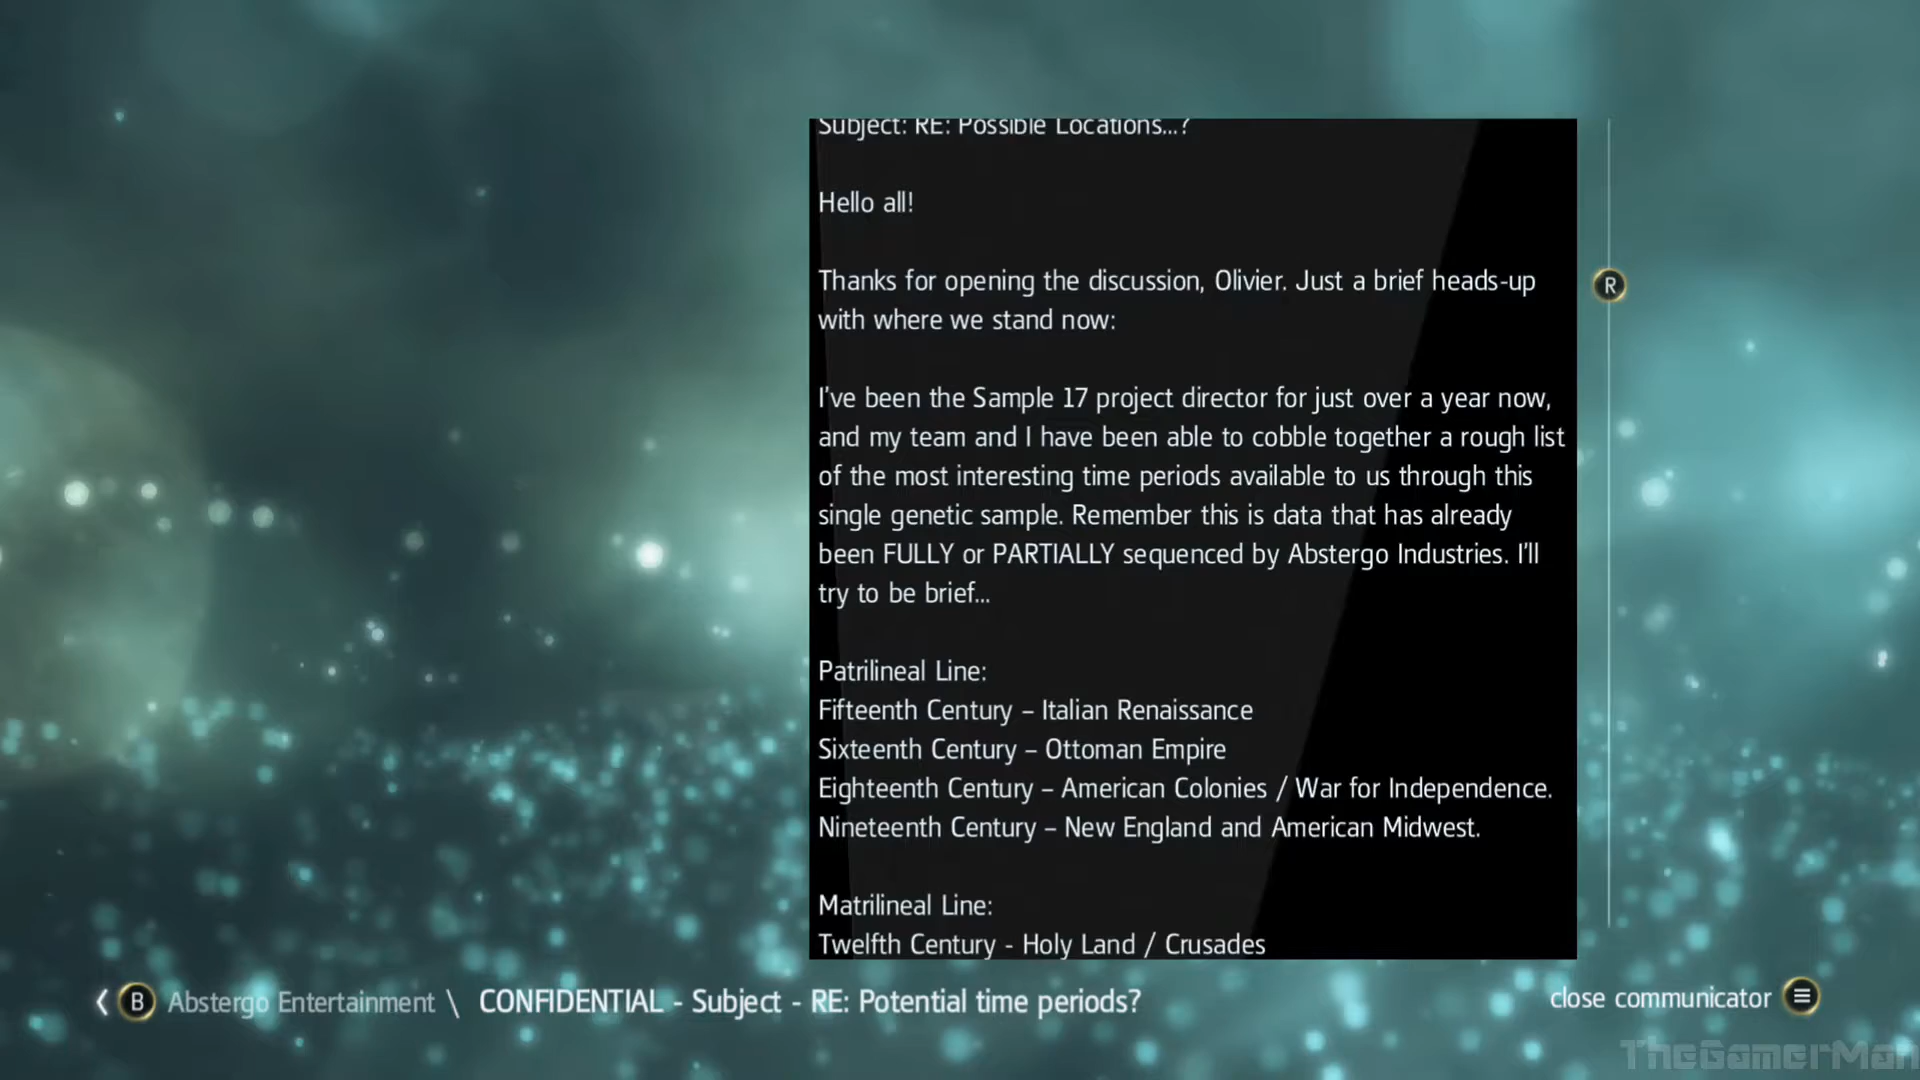 Subject: RE: Possible Locations...?
Hello all!
Thanks for opening the discussion, Olivier. Just a brief heads-up
with where we stand now:
I've been the Sample 17 project director for just over a year now,
and my team and I have been able to cobble together a rough list
of the most interesting time periods available to us through this
single genetic sample. Remember this is data that has already
been FULLY or PARTIALLY sequenced by Abstergo Industries. I'll
try to be brief...
Patrilineal Line:
Fifteenth Century – Italian Renaissance
Sixteenth Century – Ottoman Empire
Eighteenth Century – American Colonies / War for Independence.
Nineteenth Century – New England and American Midwest.
Matrilineal Line:
Twelfth Century - Holy Land / Crusades
R
B Abstergo Entertainment \ CONFIDENTIAL - Subject - RE: Potential time periods?
close communicator
TheGamerMan